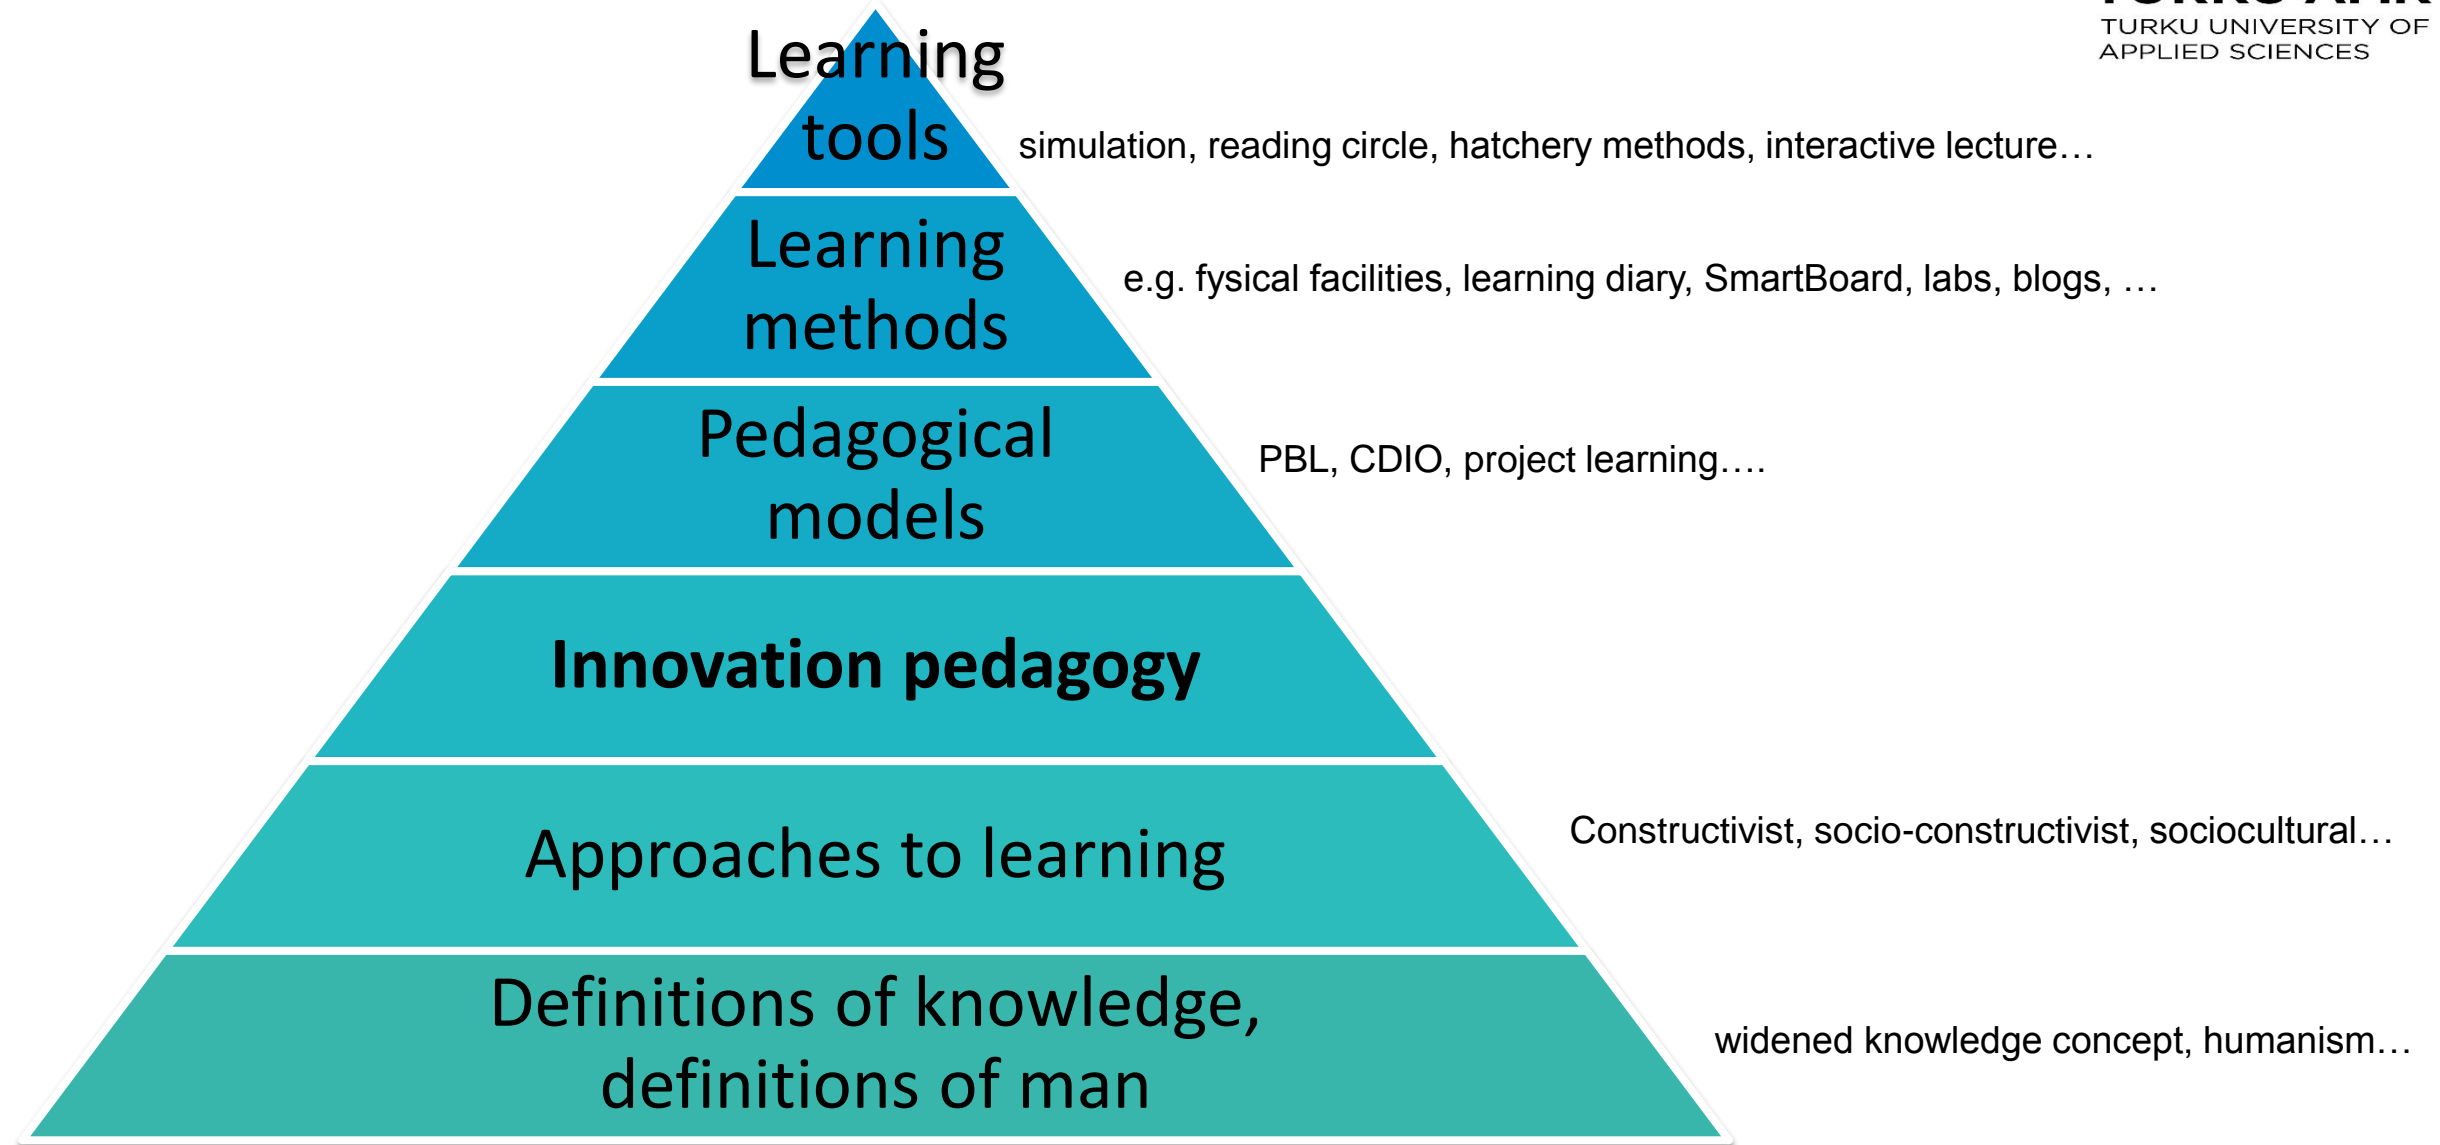 TURKU AMK
TURKU UNIVERSITY OF
APPLIED SCIENCES
Learning
tools
simulation, reading circle, hatchery methods, interactive lecture…
Learning
methods
e.g. fysical facilities, learning diary, SmartBoard, labs, blogs, …
Pedagogical
models
PBL, CDIO, project learning….
Innovation pedagogy
Approaches to learning
Constructivist, socio-constructivist, sociocultural…
Definitions of knowledge,
definitions of man
widened knowledge concept, humanism…